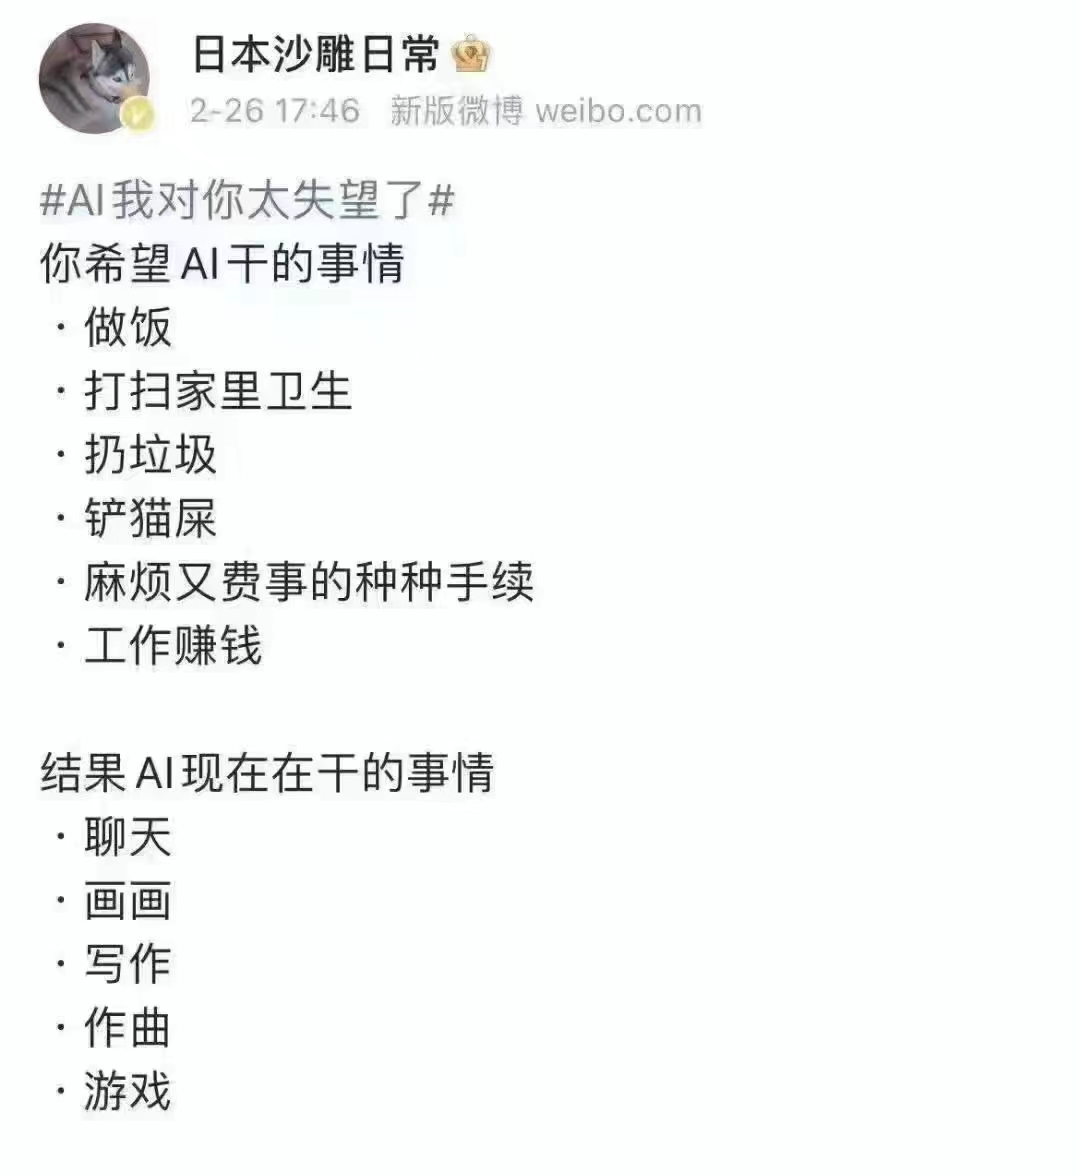 日本沙雕日常
2-26 17:46 新版微博 weibo.com
#AI我对你太失望了#
你希望AI干的事情
·做饭
·打扫家里卫生
·扔垃圾
·铲猫屎
·麻烦又费事的种种手续
·工作赚钱
结果AI现在在干的事情
·聊天
·画画
·写作
·作曲
·游戏